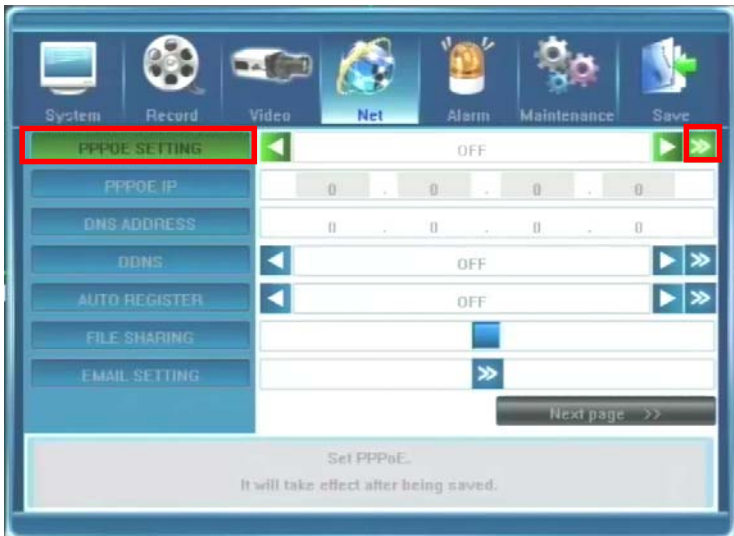 System Record Video Net Alarm Maintenance Save
PPPOE SETTING OFF
PPPOE IP 0 . 0 . 0 . 0
DNS ADDRESS 0 . 0 . 0 . 0
DDNS OFF
AUTO REGISTER OFF
FILE SHARING
EMAIL SETTING
Next page >>
Set PPPoE.
It will take effect after being saved.